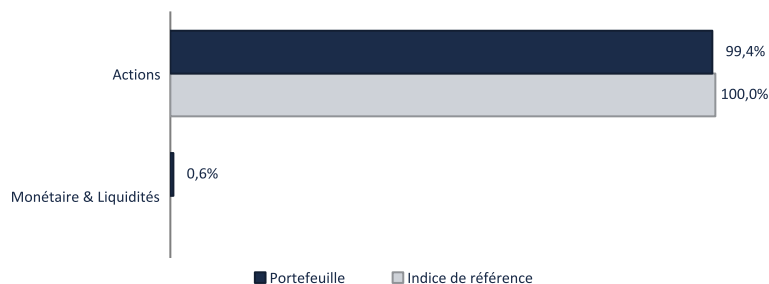 99,4%
Actions
100,0%
0,6%
Monétaire & Liquidités
Portefeuille Indice de référence